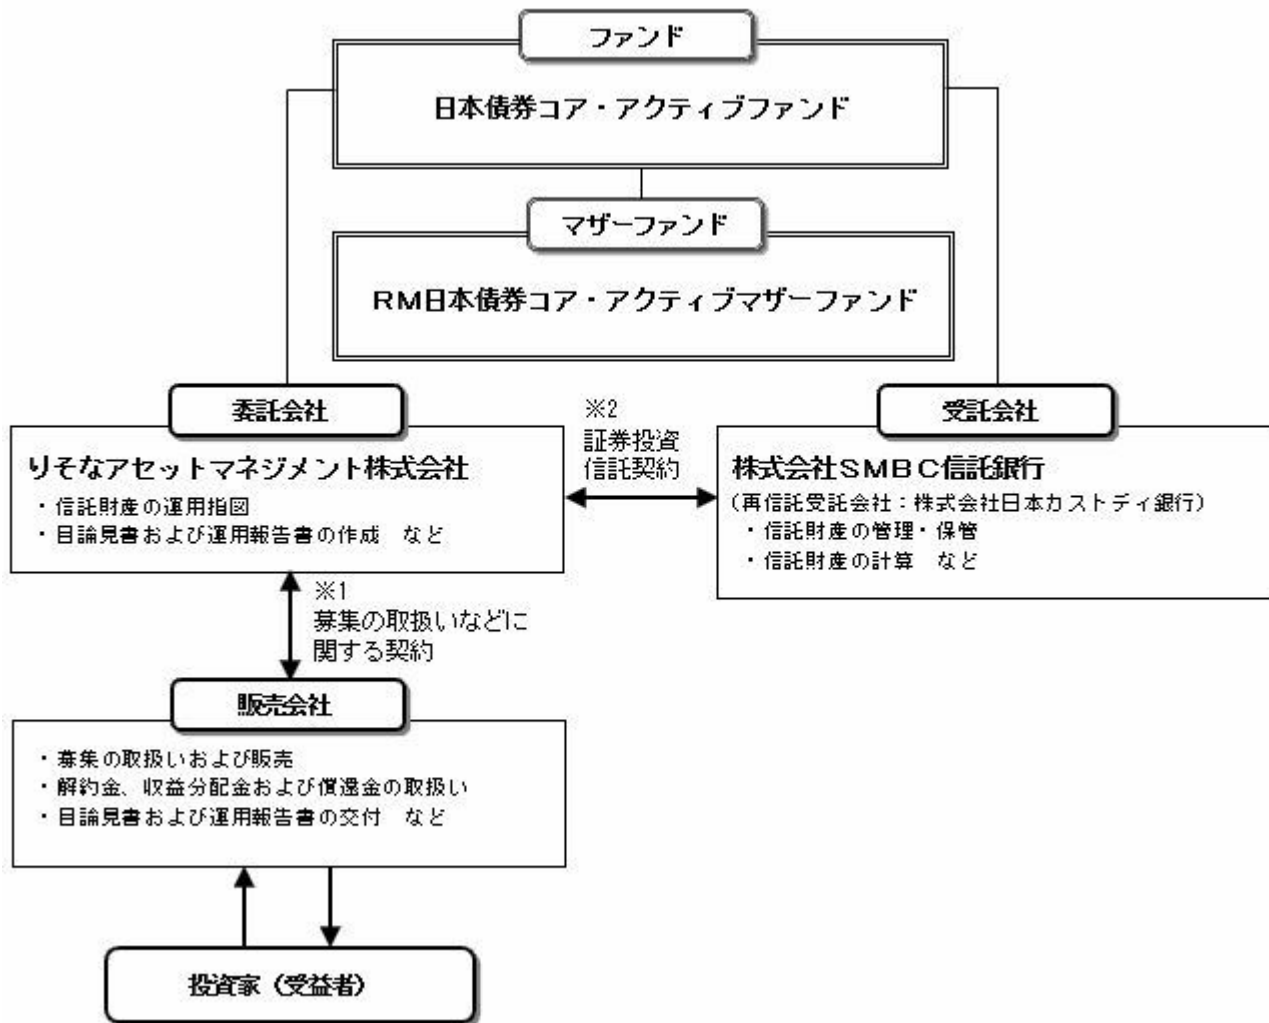 ファンド
日本債券コア・アクティブファンド
マザーファンド
RM日本債券コア・アクティブマザーファンド
委託会社
りそなアセットマネジメント株式会社
・信託財産の運用指図
・目論見書および運用報告書の作成 など
※2
証券投資
信託契約
受託会社
株式会社SMBC信託銀行
(再信託受託会社:株式会社日本カストディ銀行)
・信託財産の管理・保管
・信託財産の計算 など
※1
募集の取扱いなどに
関する契約
販売会社
・募集の取扱いおよび販売
・解約金、収益分配金および償還金の取扱い
・目論見書および運用報告書の交付 など
投資家(受益者)